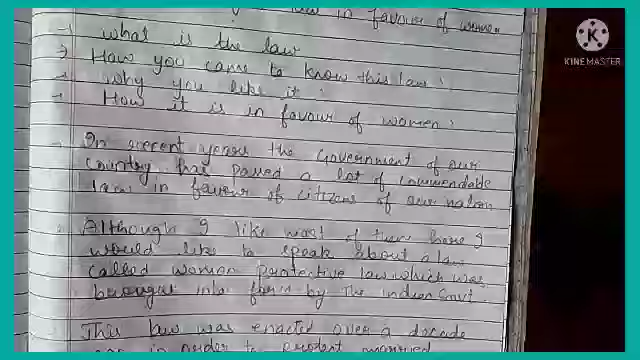 law in favour of women
what is the law
How you came to know this law:
why you like it:
How it is in favour of women:
In recent years the Government of our
country has passed a lot of commendable
law in favour of citizens of our nation
Although I like most of them here I
would like to speak about a law
called woman protective law which was
brought into force by the Indian Govt.
This law was enacted over a decade
ago in order to protect married
KINEMASTER